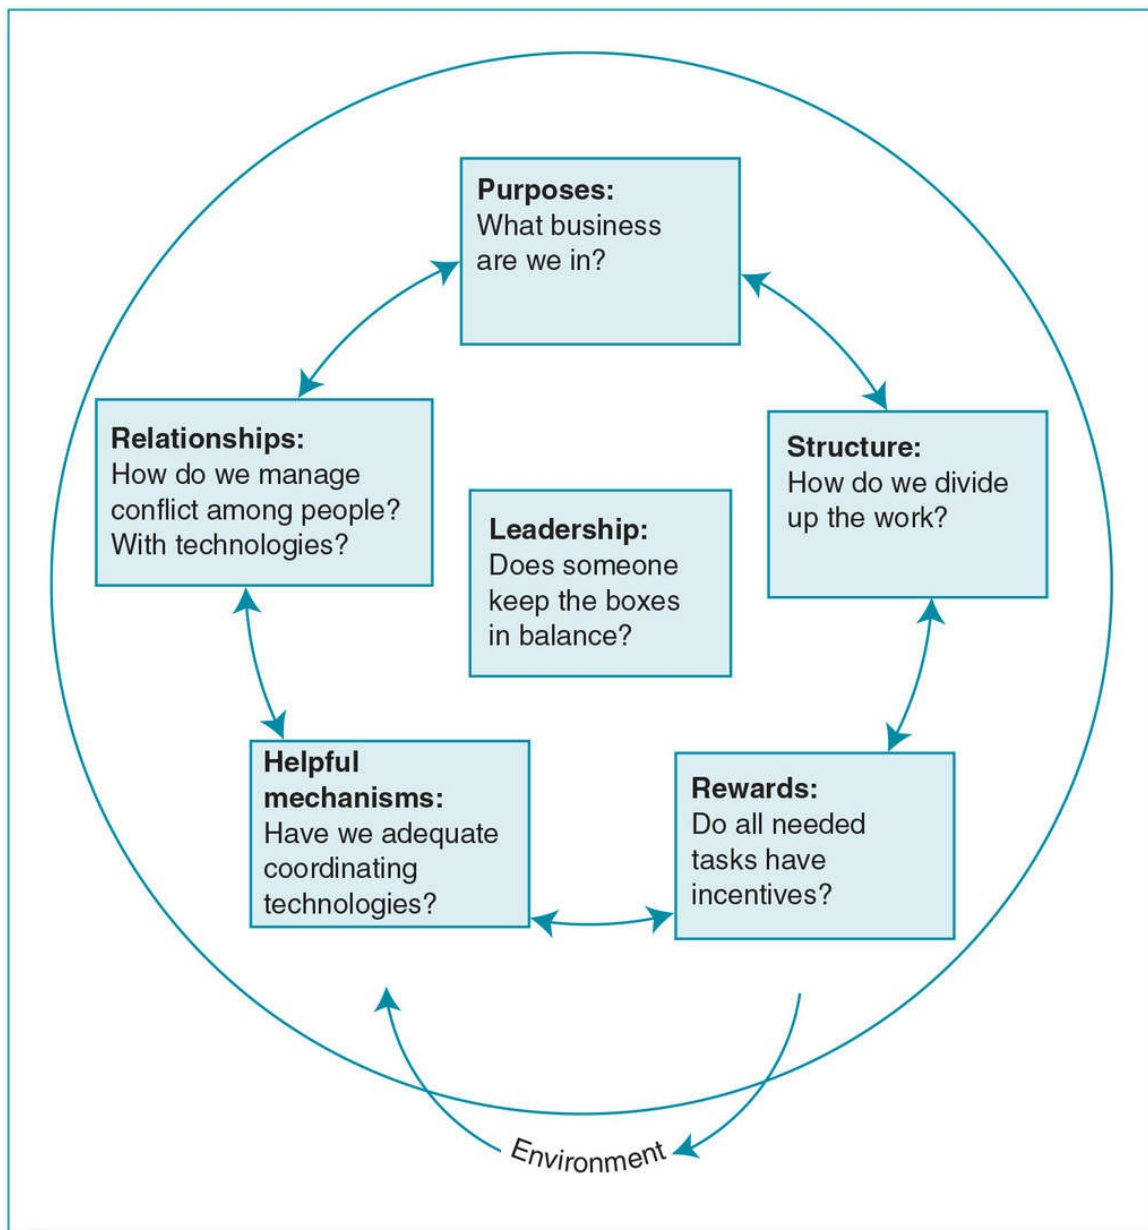 Purposes:
What business
are we in?
Relationships:
How do we manage
conflict among people?
With technologies?
Structure:
How do we divide
up the work?
Leadership:
Does someone
keep the boxes
in balance?
Helpful
mechanisms:
Have we adequate
coordinating
technologies?
Rewards:
Do all needed
tasks have
incentives?
Environment